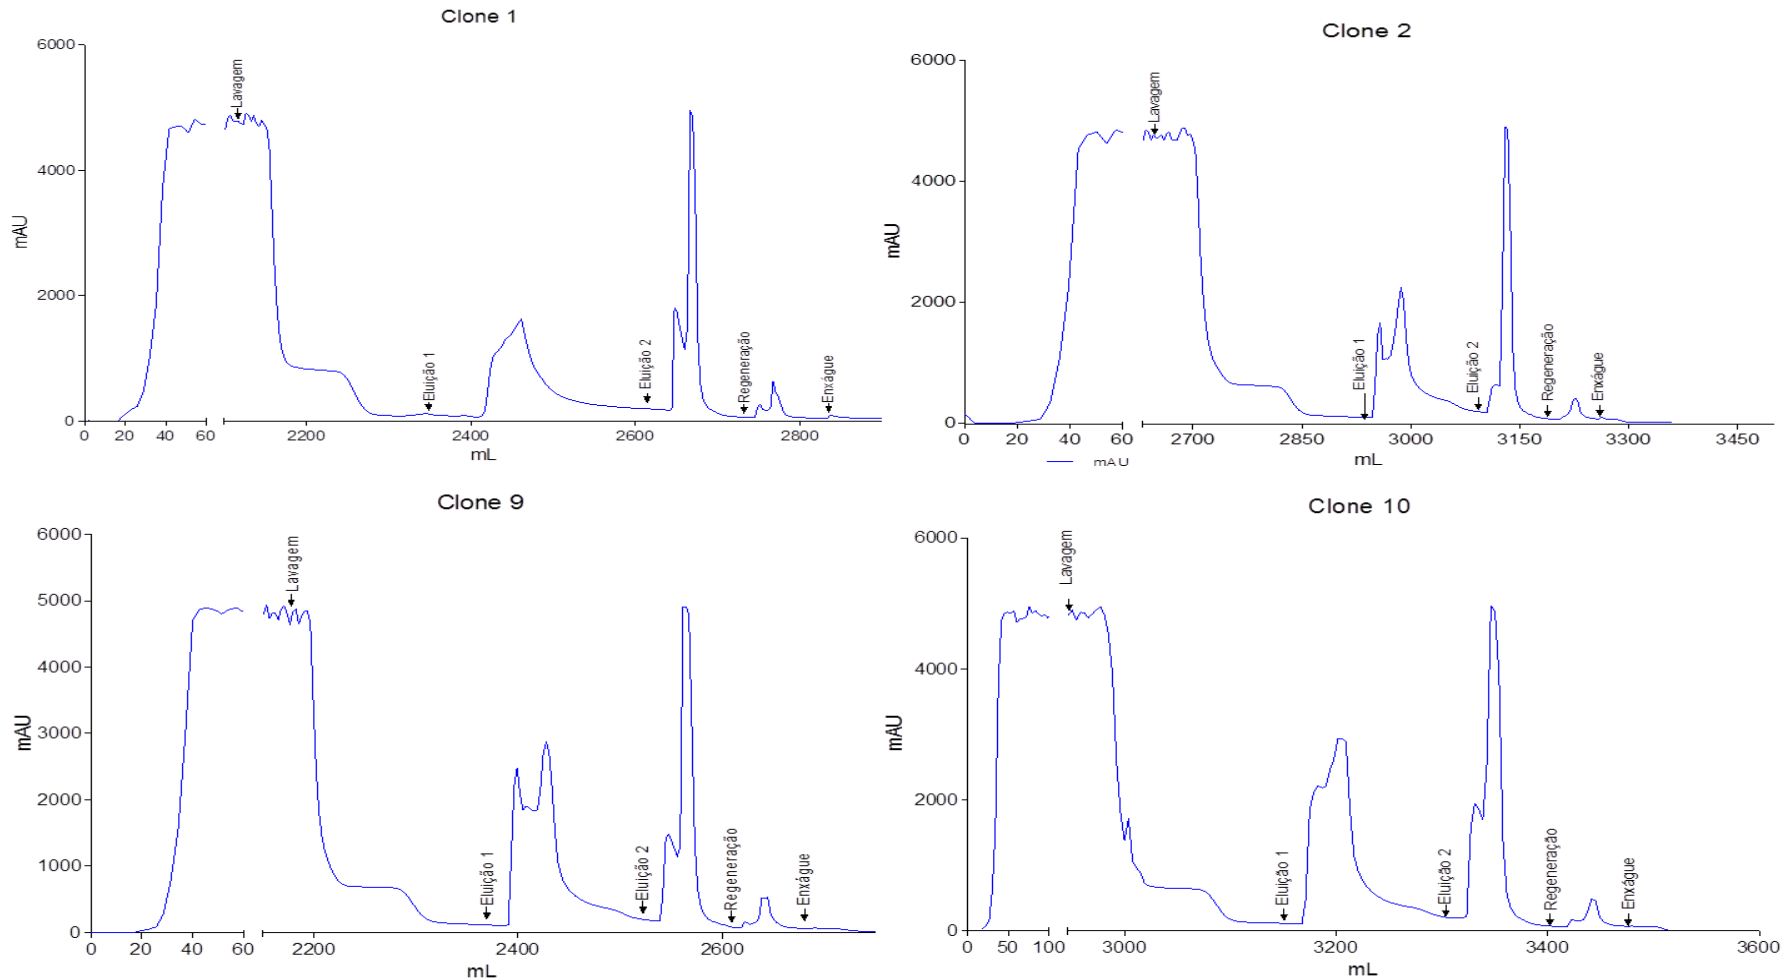 Clone 1
6000
4000
2000
0
mAU
Lavagem
Eluição 1
Eluição 2
Regeneração
Enxágue
0 20 40 60 2200 2400 2600 2800
mL
Clone 2
6000
4000
2000
0
mAU
Lavagem
Eluição 1
Eluição 2
Regeneração
Enxágue
0 20 40 60 2700 2850 3000 3150 3300 3450
mL
mAU
Clone 9
6000
5000
4000
3000
2000
1000
0
mAU
Lavagem
Eluição 1
Eluição 2
Regeneração
Enxágue
0 20 40 60 2200 2400 2600
mL
Clone 10
6000
4000
2000
0
mAU
Lavagem
Eluição 1
Eluição 2
Regeneração
Enxágue
0 50 100 3000 3200 3400 3600
mL